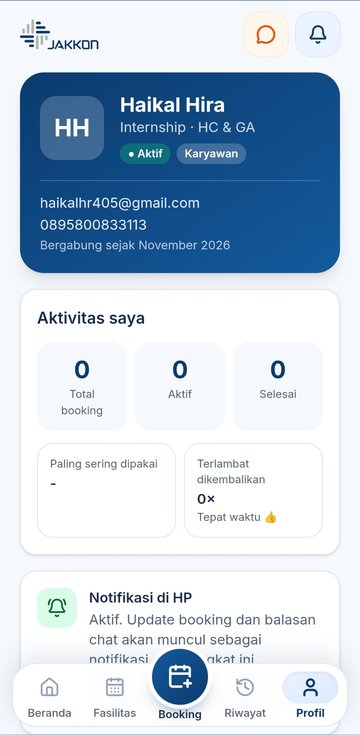 JAKKON
HH
Haikal Hira
Internship · HC & GA
• Aktif
Karyawan
haikalhr405@gmail.com
0895800833113
Bergabung sejak November 2026
Aktivitas saya
0
Total
booking
0
Aktif
0
Selesai
Paling sering dipakai
-
Terlambat
dikembalikan
0×
Tepat waktu 👍
Notifikasi di HP
Aktif. Update booking dan balasan
chat akan muncul sebagai
notifikasi
Beranda
Fasilitas
Booking
Riwayat
Profil